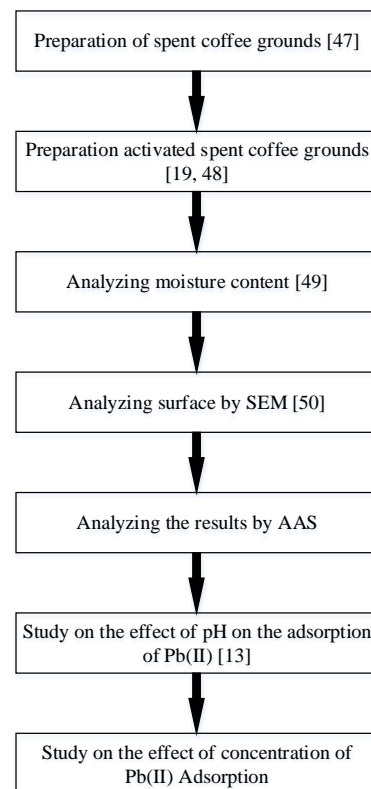 Preparation of spent coffee grounds [47]
Preparation activated spent coffee grounds
[19, 48]
Analyzing moisture content [49]
Analyzing surface by SEM [50]
Analyzing the results by AAS
Study on the effect of pH on the adsorption
of Pb(II) [13]
Study on the effect of concentration of
Pb(II) Adsorption